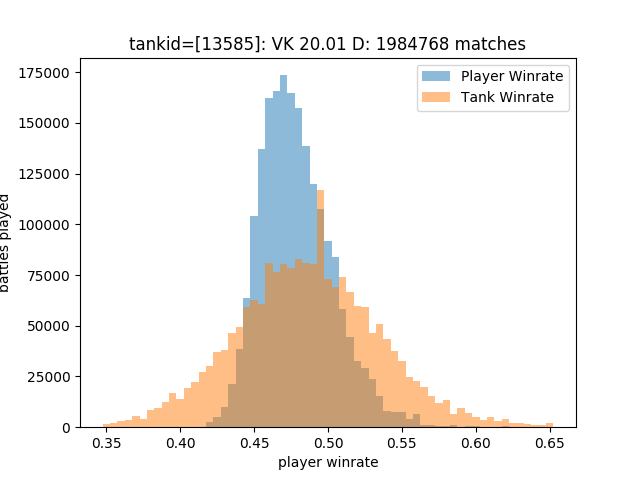 tankid=[13585]: VK 20.01 D: 1984768 matches
Player Winrate
Tank Winrate
175000
150000
125000
100000
75000
50000
25000
0
battles played
0.35 0.40 0.45 0.50 0.55 0.60 0.65
player winrate